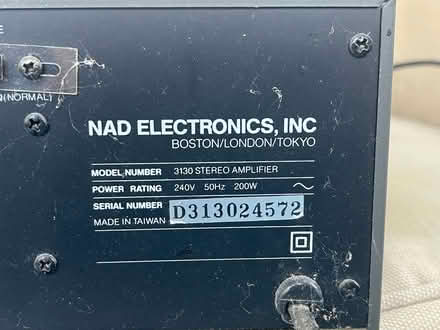 (NORMAL)
NAD ELECTRONICS, INC
BOSTON/LONDON/TOKYO
MODEL NUMBER 3130 STEREO AMPLIFIER
POWER RATING 240V 50Hz 200W
SERIAL NUMBER D313024572
MADE IN TAIWAN